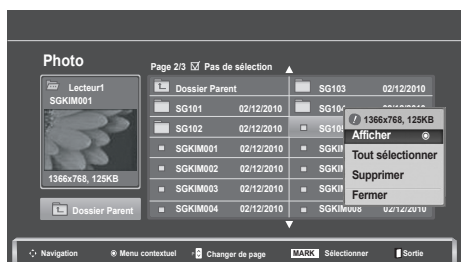 Photo
Page 2/3 Pas de sélection
Lecteur1
SGKIM001
1366x768, 125KB
Dossier Parent
Dossier Parent
SG101 02/12/2010
SG102 02/12/2010
SGKIM001 02/12/2010
SGKIM002 02/12/2010
SGKIM003 02/12/2010
SGKIM004 02/12/2010
SG103 02/12/2010
SG104
SGKIM008 02/12/2010
1366x768, 125KB
Afficher
Tout sélectionner
Supprimer
Fermer
Navigation
Menu contextuel
Changer de page
MARK Sélectionner
Sortie